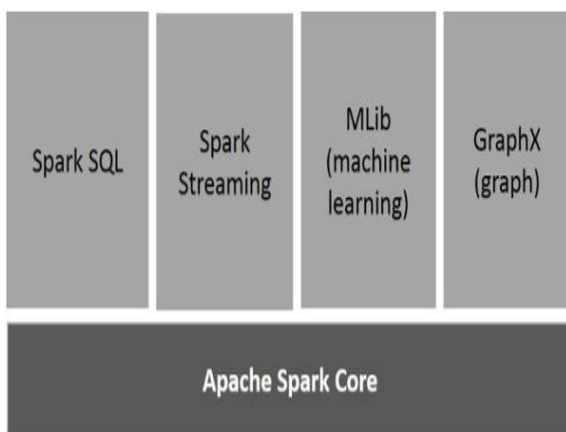 Spark SQL
Spark
Streaming
MLib
(machine
learning)
GraphX
(graph)
Apache Spark Core